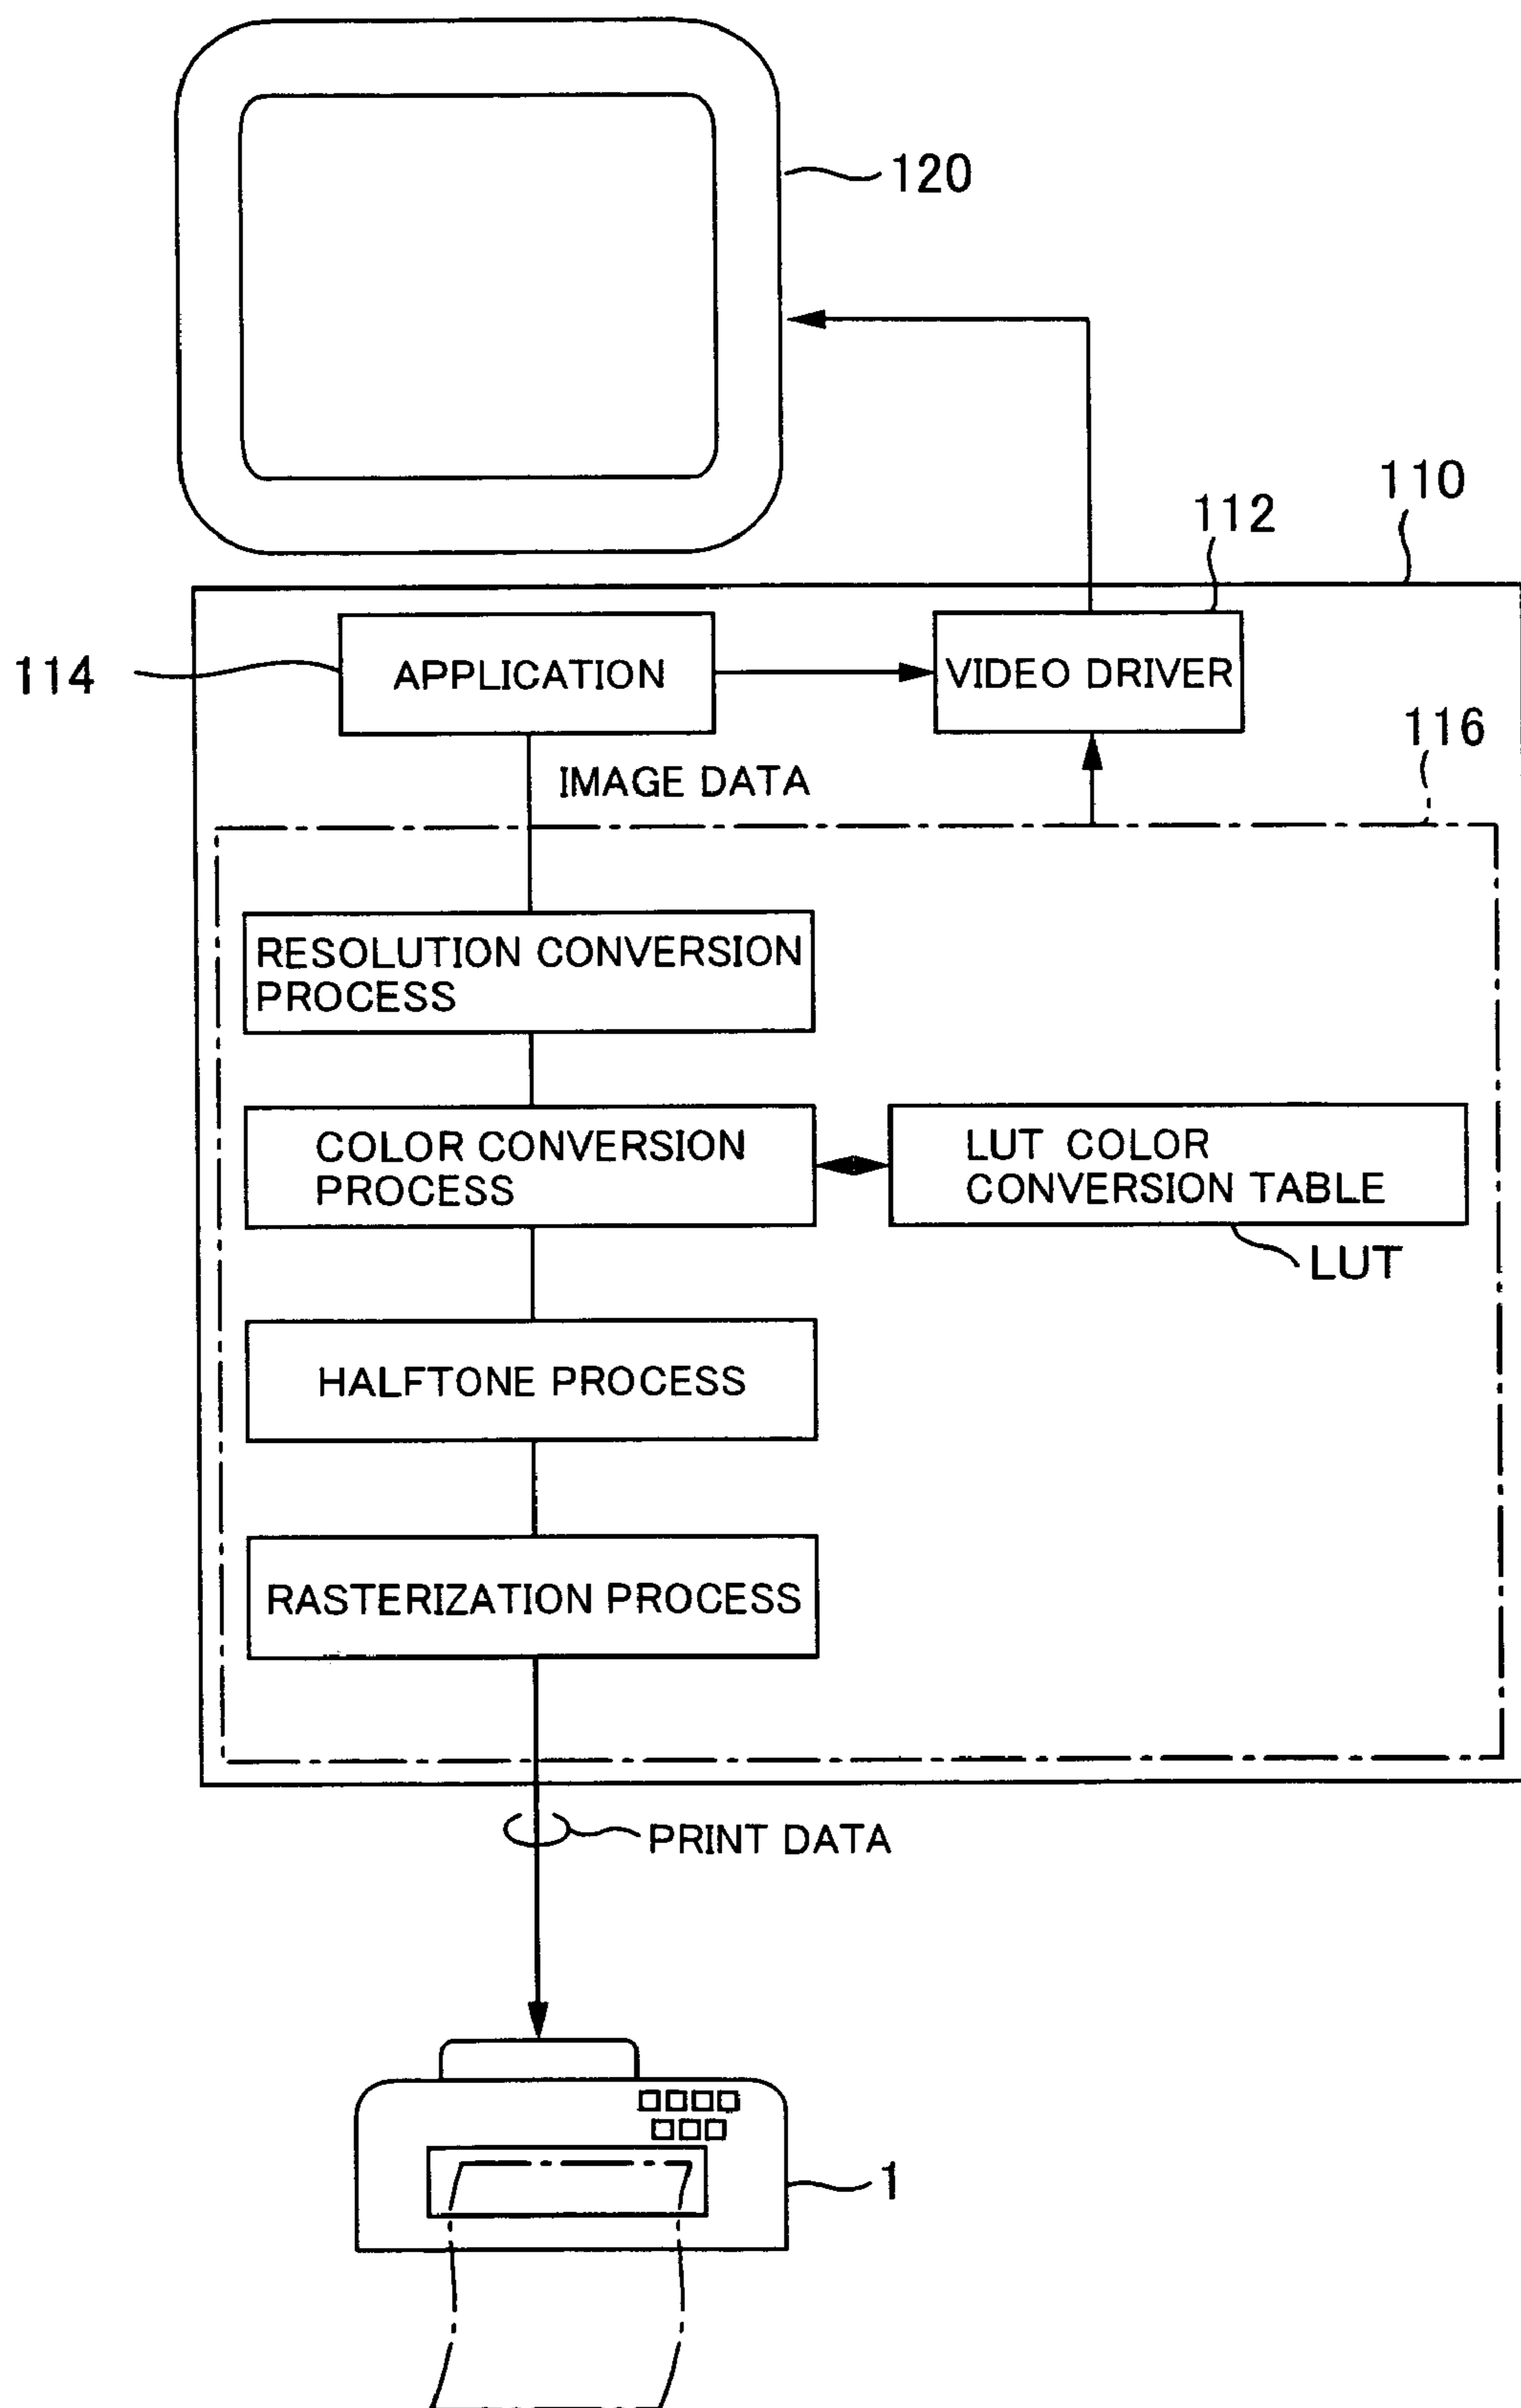 120
110
112
114
APPLICATION
VIDEO DRIVER
116
IMAGE DATA
RESOLUTION CONVERSION
PROCESS
COLOR CONVERSION
PROCESS
LUT COLOR
CONVERSION TABLE
LUT
HALFTONE PROCESS
RASTERIZATION PROCESS
PRINT DATA
1